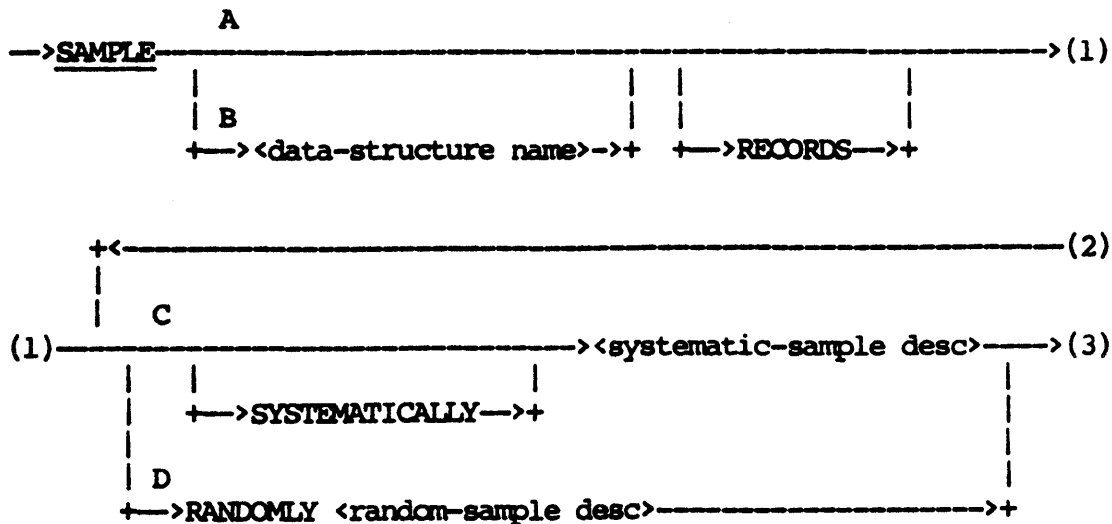 A
—>SAMPLE------------------------------------------------------------>(1)
| | | |
| B | | |
+—><data-structure name>->+ +—>RECORDS—>+
+<------------------------------------------------------------(2)
|
| C
(1)----------------------------------><systematic-sample desc>——>(3)
| | | |
| +—>SYSTEMATICALLY—>+ |
| |
| D |
+—>RANDOMLY <random-sample desc>----------------------->+